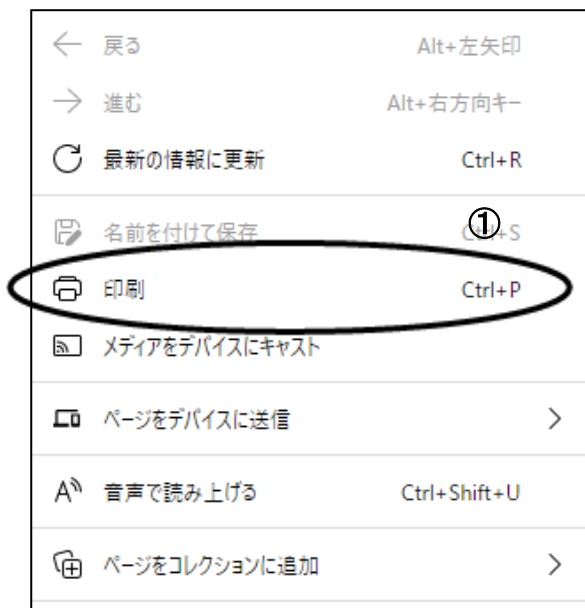 戻る Alt+左矢印
進む Alt+右方向キー
最新の情報に更新 Ctrl+R
①
名前を付けて保存 Ctrl+S
印刷 Ctrl+P
メディアをデバイスにキャスト
ページをデバイスに送信
音声で読み上げる Ctrl+Shift+U
ページをコレクションに追加